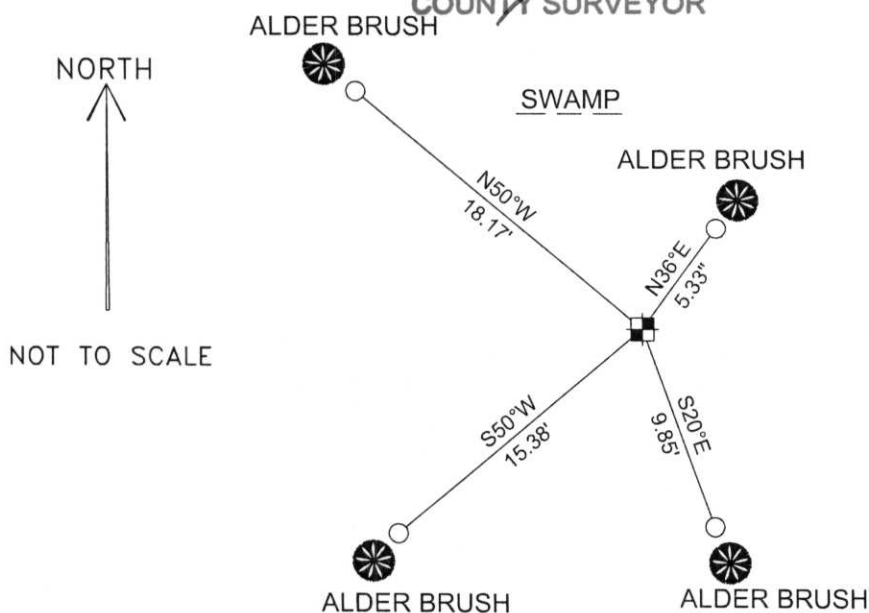 COUNTY SURVEYOR
ALDER BRUSH
NORTH
SWAMP
ALDER BRUSH
N50°W
18.17'
N36°E
5.33"
NOT TO SCALE
S50°W
15.38'
S20°E
9.85'
ALDER BRUSH
ALDER BRUSH